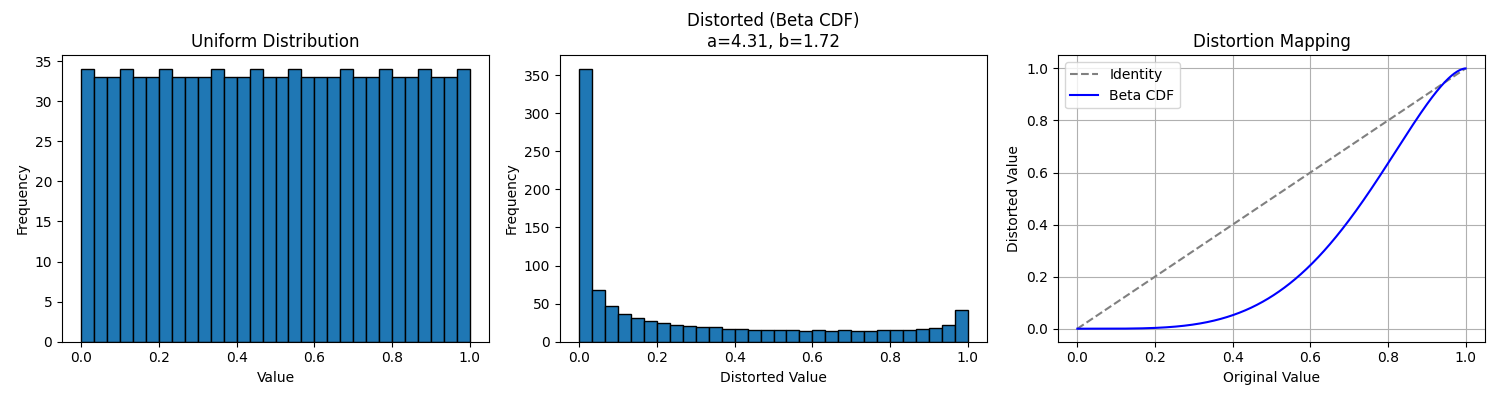 Uniform Distribution
35
30
25
20
15
10
5
0
Frequency
0.0 0.2 0.4 0.6 0.8 1.0
Value
Distorted (Beta CDF)
a=4.31, b=1.72
350
300
250
200
150
100
50
0
Frequency
0.0 0.2 0.4 0.6 0.8 1.0
Distorted Value
Distortion Mapping
Identity
Beta CDF
1.0
0.8
0.6
0.4
0.2
0.0
Distorted Value
0.0 0.2 0.4 0.6 0.8 1.0
Original Value